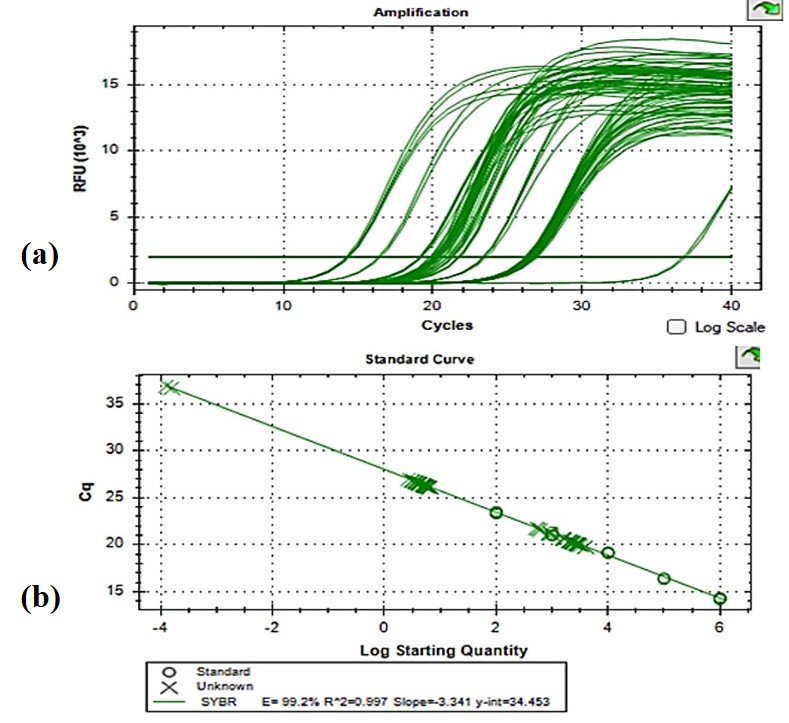 Amplification
15
10
5
0
RFU (10^3)
0 10 20 30 40
Cycles
Log Scale
(a)
Standard Curve
35
30
25
20
15
Cq
-4 -2 0 2 4 6
Log Starting Quantity
(b)
Standard
Unknown
SYBR E= 99.2% R^2=0.997 Slope=-3.341 y-int=34.453